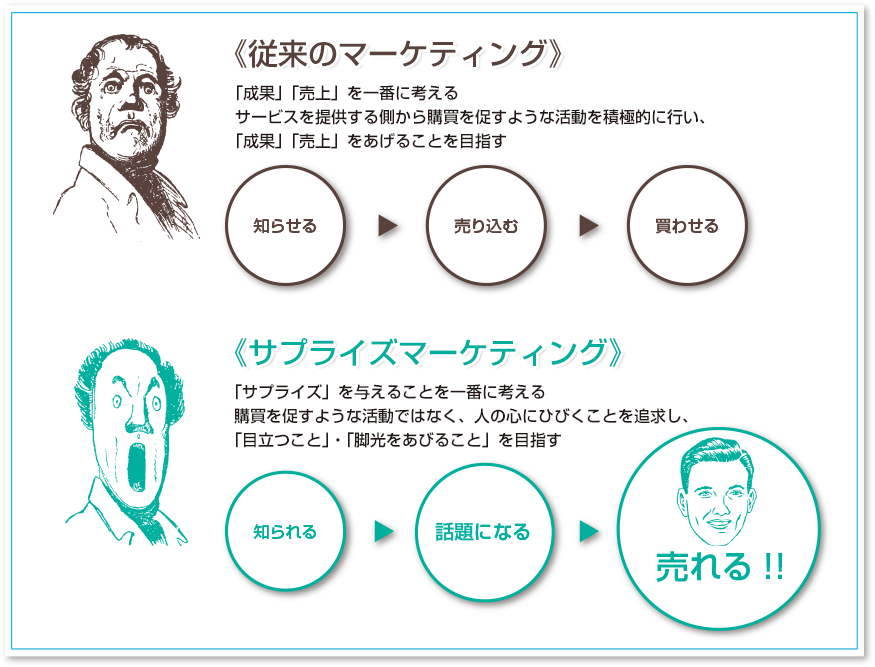 《従来のマーケティング》
「成果」「売上」を一番に考える
サービスを提供する側から購買を促すような活動を積極的に行い、
「成果」「売上」をあげることを目指す
知らせる
売り込む
買わせる
《サプライズマーケティング》
「サプライズ」を与えることを一番に考える
購買を促すような活動ではなく、人の心にひびくことを追求し、
「目立つこと」・「脚光をあびること」を目指す
知られる
話題になる
売れる!!